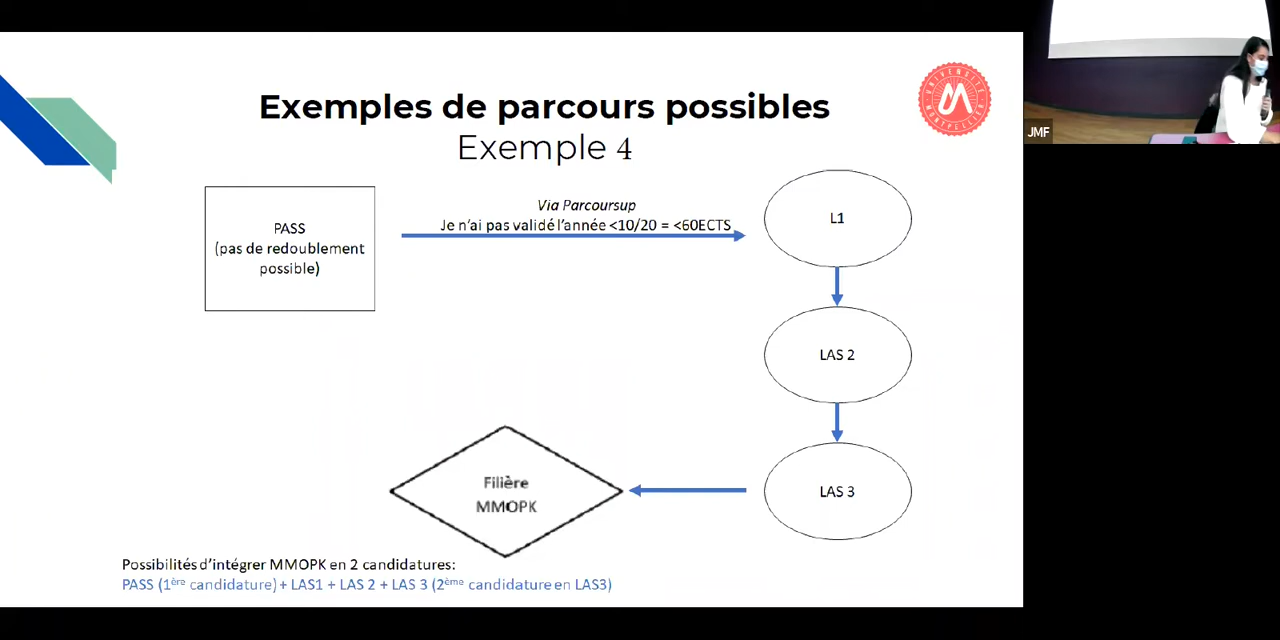 Exemples de parcours possibles
Exemple 4
UNIVERSITÉ
MONTPELLIER
JMF
PASS
(pas de redoublement
possible)
Via Parcoursup
Je n'ai pas validé l'année <10/20 = <60ECTS
L1
LAS 2
LAS 3
Filière
MMOPK
Possibilités d'intégrer MMOPK en 2 candidatures:
PASS (1ère candidature) + LAS1 + LAS 2 + LAS 3 (2ème candidature en LAS3)